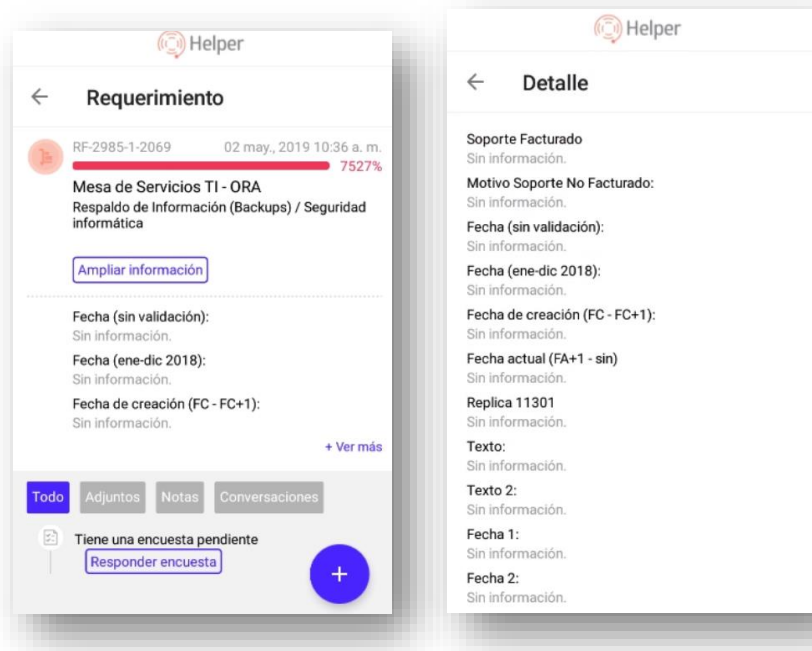 Helper
Requerimiento
RF-2985-1-2069 02 may., 2019 10:36 a. m.
7527%
Mesa de Servicios TI - ORA
Respaldo de Información (Backups) / Seguridad
informática
Ampliar información
Fecha (sin validación):
Sin información.
Fecha (ene-dic 2018):
Sin información.
Fecha de creación (FC - FC+1):
Sin información.
+ Ver más
Todo Adjuntos Notas Conversaciones
Tiene una encuesta pendiente
Responder encuesta
+
Helper
Detalle
Soporte Facturado
Sin información.
Motivo Soporte No Facturado:
Sin información.
Fecha (sin validación):
Sin información.
Fecha (ene-dic 2018):
Sin información.
Fecha de creación (FC - FC+1):
Sin información.
Fecha actual (FA+1 - sin)
Sin información.
Replica 11301
Sin información.
Texto:
Sin información.
Texto 2:
Sin información.
Fecha 1:
Sin información.
Fecha 2:
Sin información.